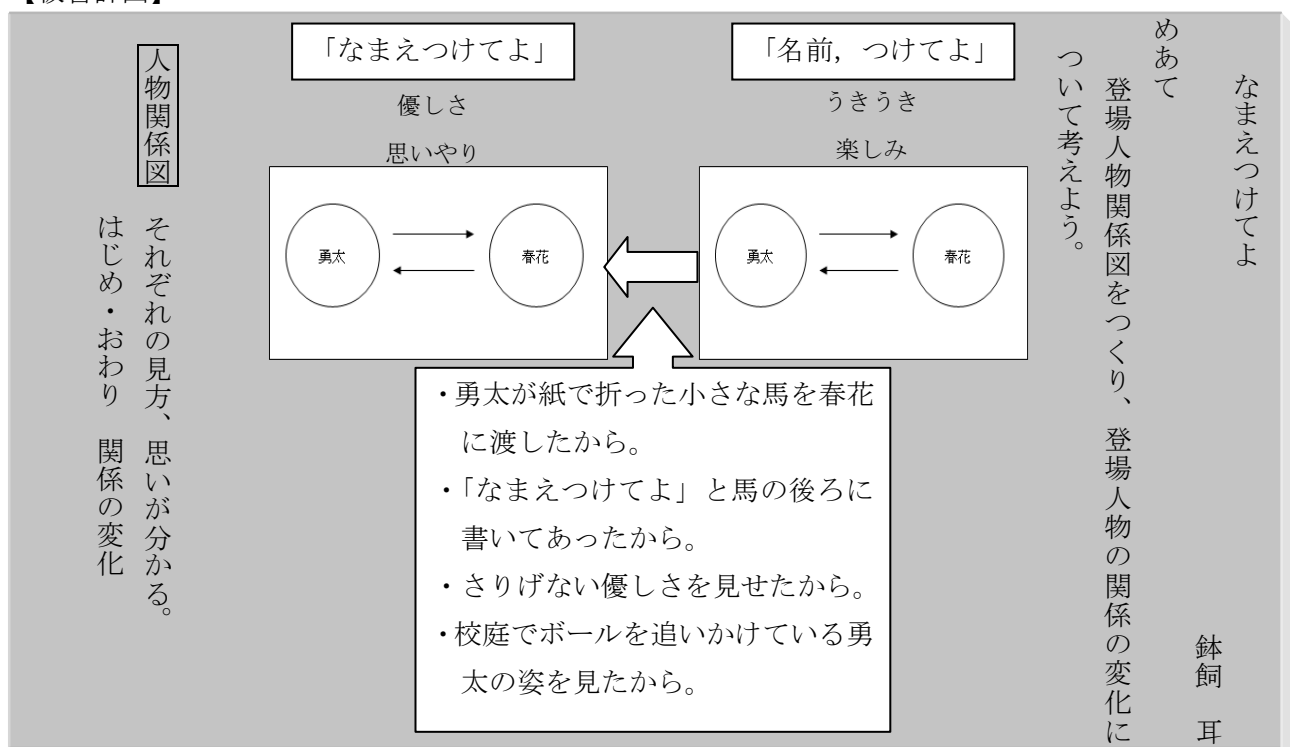 なまえつけてよ
鉢飼 耳
めあて
登場人物関係図をつくり、登場人物の関係の変化に
ついて考えよう。
「名前，つけてよ」
うきうき
楽しみ
勇太
春花
「なまえつけてよ」
優しさ
思いやり
勇太
春花
・勇太が紙で折った小さな馬を春花
に渡したから。
・「なまえつけてよ」と馬の後ろに
書いてあったから。
・さりげない優しさを見せたから。
・校庭でボールを追いかけている勇
太の姿を見たから。
人物関係図
それぞれの見方、思いが分かる。
はじめ・おわり 関係の変化